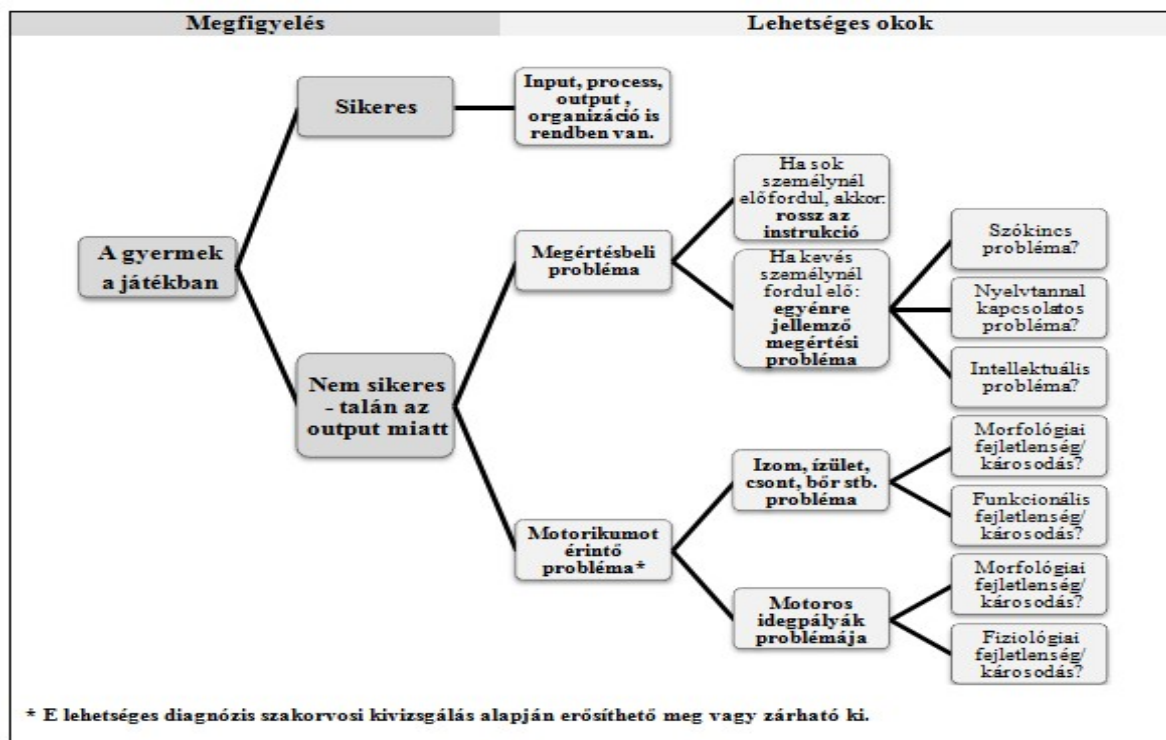 Megfigyelés
Lehetséges okok
A gyermek
a játékban
Sikeres
Input, process,
output ,
organizáció is
rendben van.
Nem sikeres
- talán az
output miatt
Megértésbeli
probléma
Ha sok
személynél
előfordul, akkor:
rossz az
instrukció
Ha kevés
személynél
fordul elő:
egyénre
jellemző
megértési
probléma
Szókincs
probléma?
Nyelvtannal
kapcsolatos
probléma?
Intellektuális
probléma?
Motorikumot
érintő
probléma*
Izom, ízület,
csont, bőr stb.
probléma
Morfológiai
fejletlenség/
károsodás?
Funkcionális
fejletlenség/
károsodás?
Motoros
idegpályák
problémája
Morfológiai
fejletlenség/
károsodás?
Fiziológiai
fejletlenség/
károsodás?
* E lehetséges diagnózis szakorvosi kivizsgálás alapján erősíthető meg vagy zárható ki.